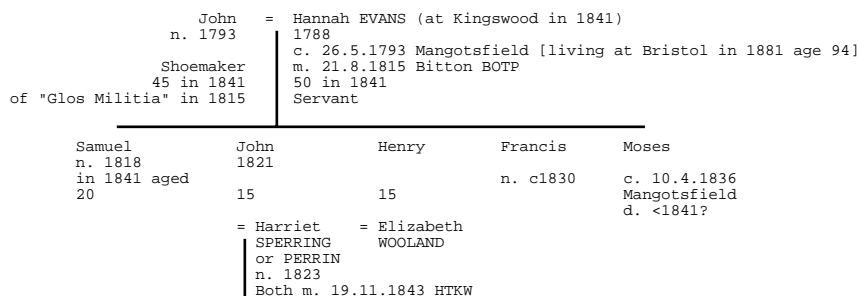 John = Hannah EVANS (at Kingswood in 1841)
n. 1793 1788
c. 26.5.1793 Mangotsfield [living at Bristol in 1881 age 94]
Shoemaker m. 21.8.1815 Bitton BOTP
45 in 1841 50 in 1841
of "Glos Militia" in 1815 Servant
Samuel John Henry Francis Moses
n. 1818 1821
in 1841 aged n. c1830 c. 10.4.1836
20 15 15 Mangotsfield
d. <1841?
= Harriet = Elizabeth
SPERRING WOOLAND
or PERRIN
n. 1823
Both m. 19.11.1843 HTKW